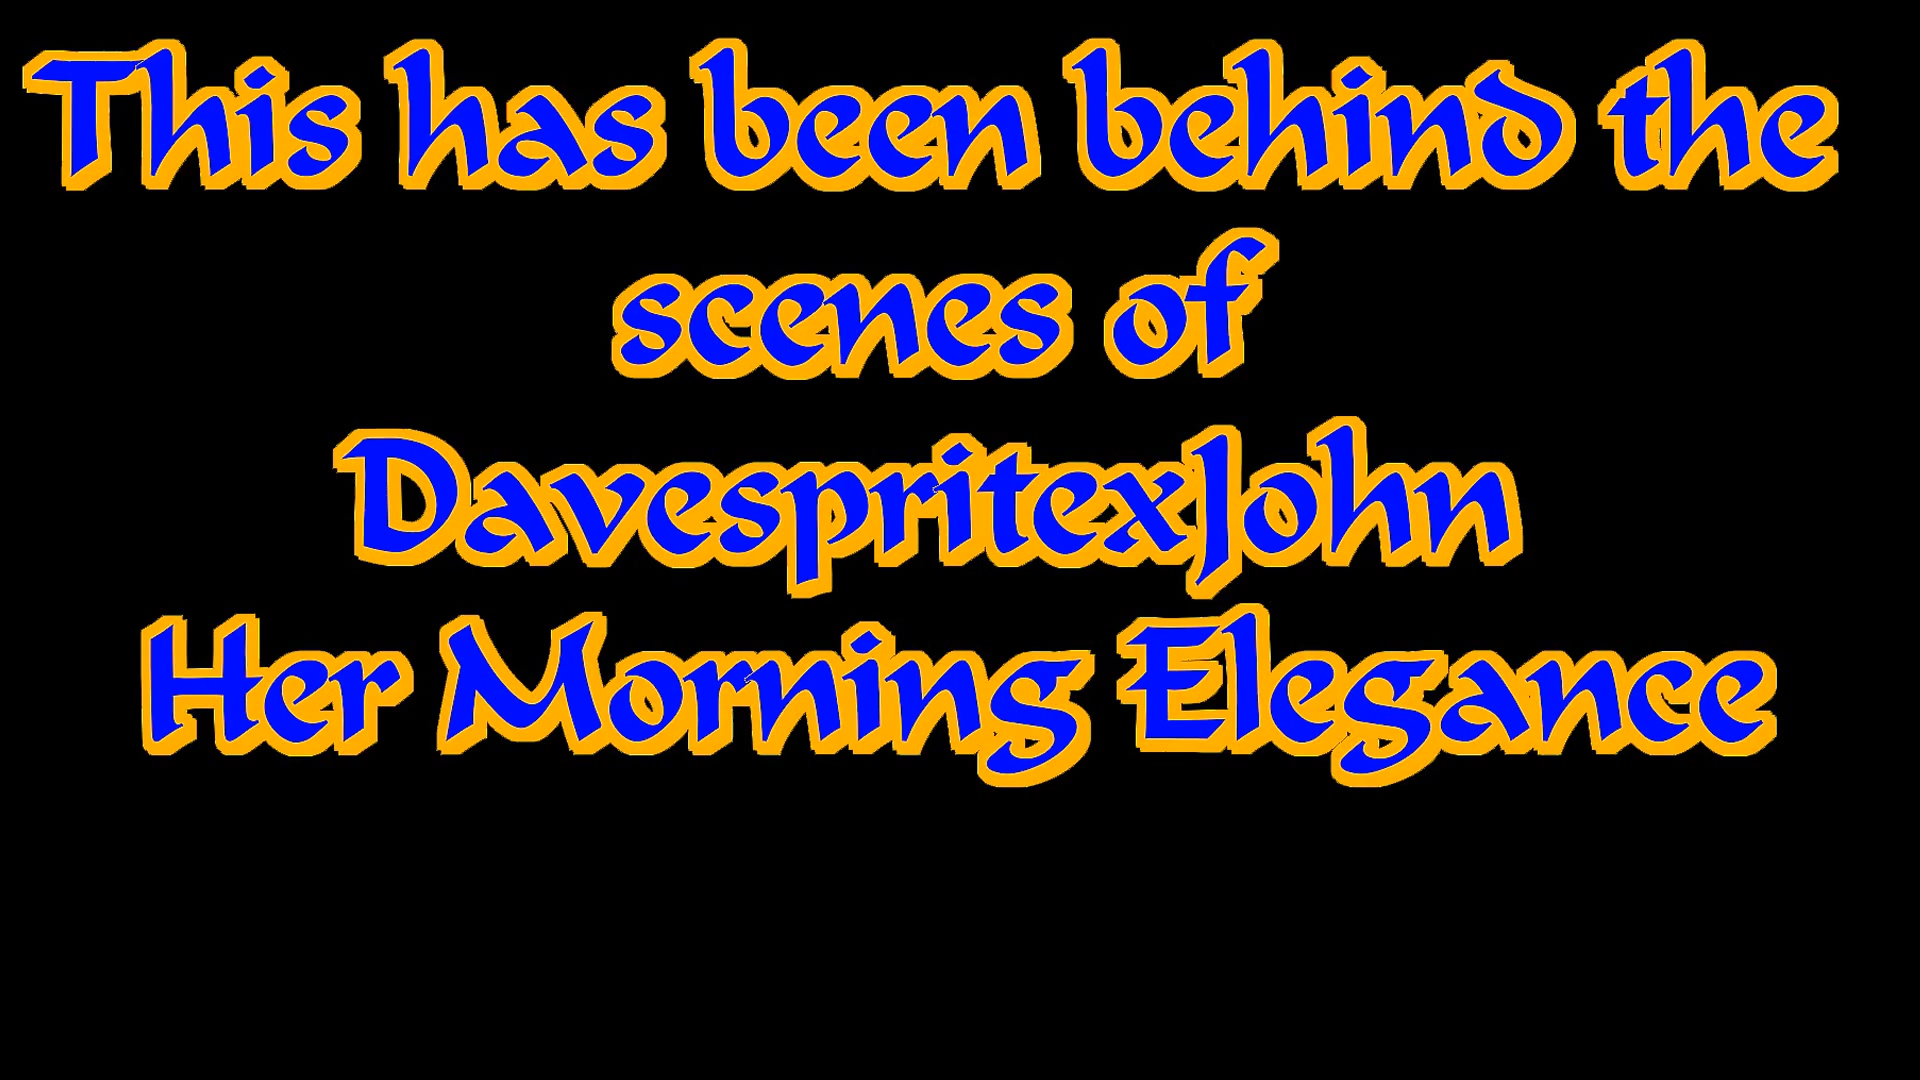 This has been behind the
scenes of
DavespritexJohn
Her Morning Elegance